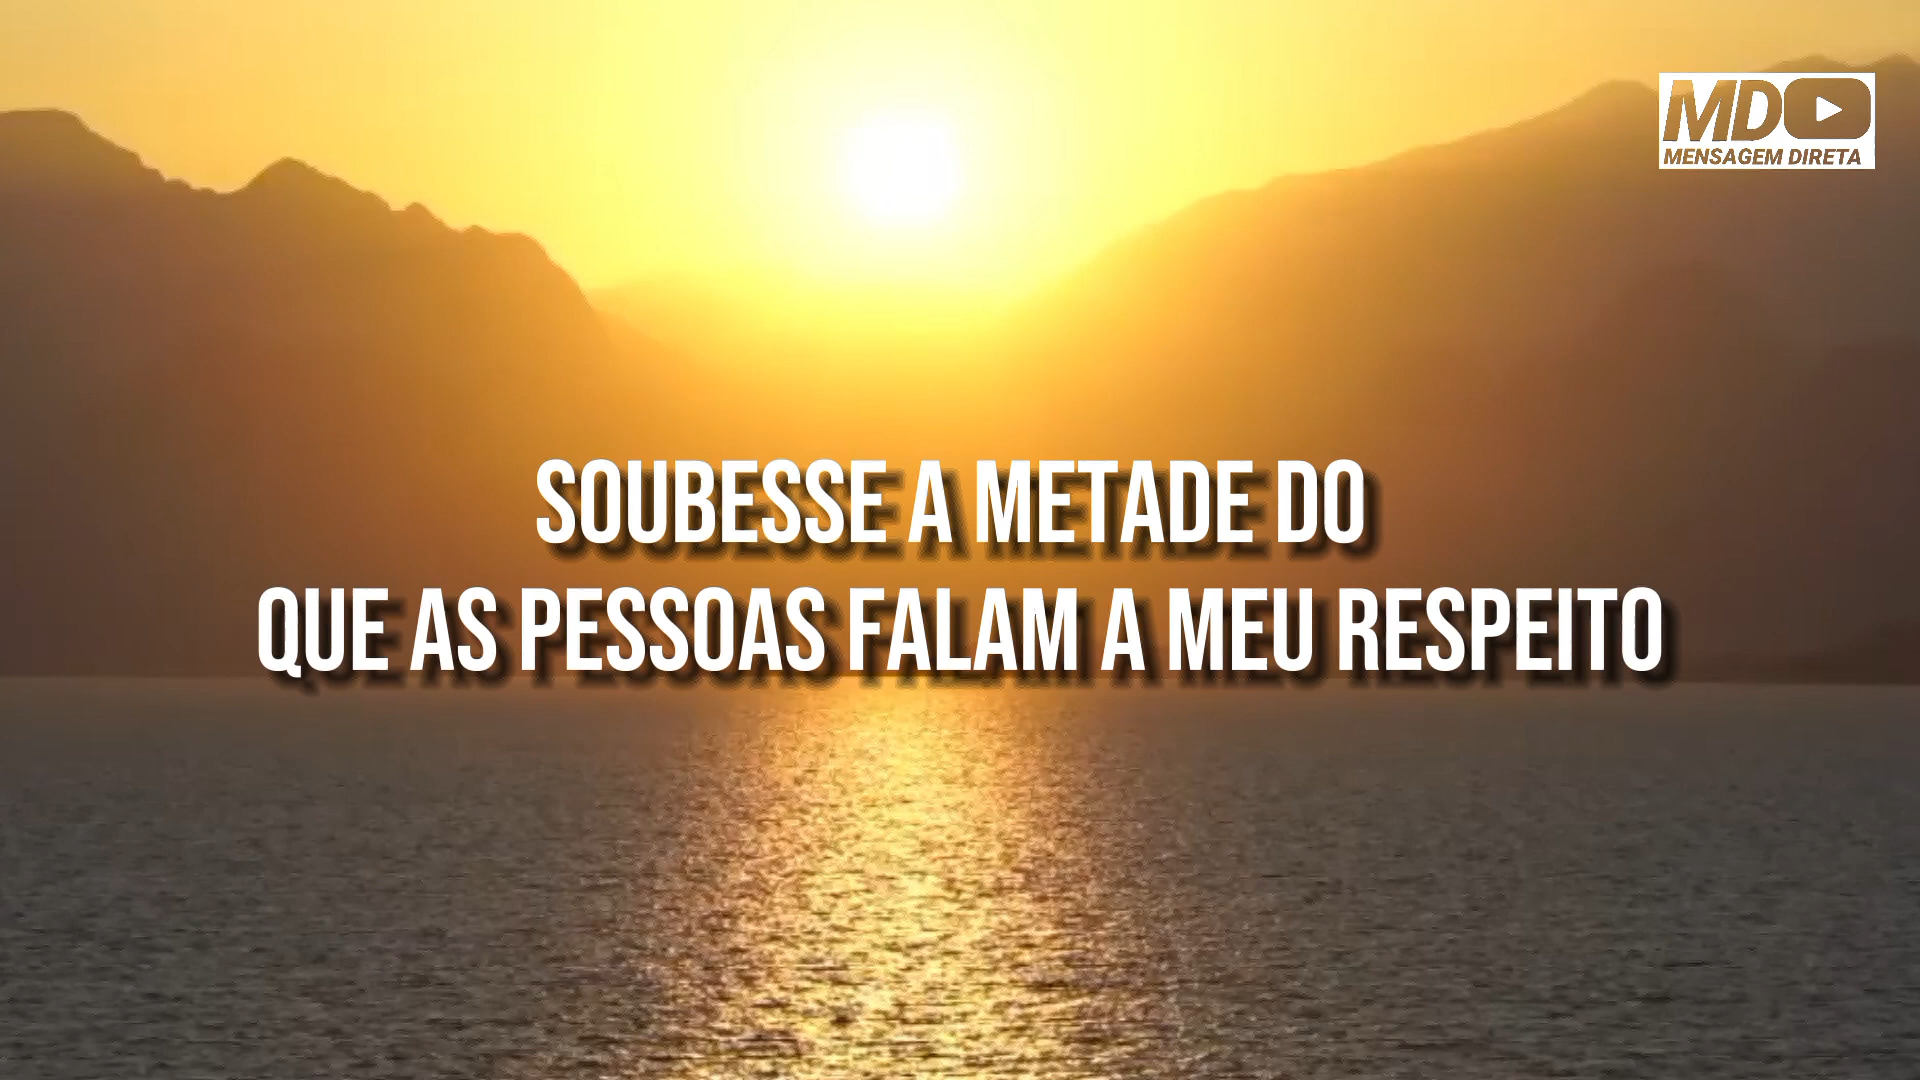 MD
MENSAGEM DIRETA
SOUBESSE A METADE DO
QUE AS PESSOAS FALAM A MEU RESPEITO